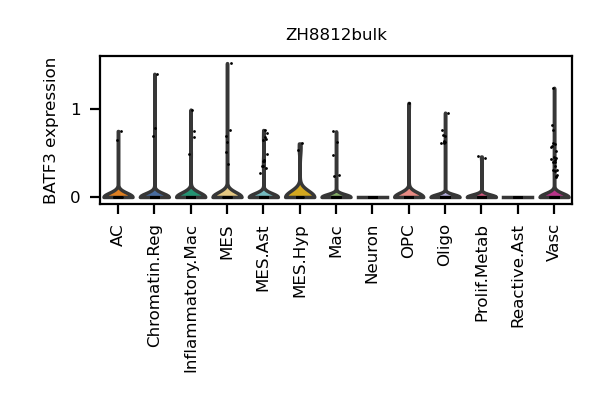 ZH8812bulk
BATF3 expression
1
0
AC
Chromatin.Reg
Inflammatory.Mac
MES
MES.Ast
MES.Hyp
Mac
Neuron
OPC
Oligo
Prolif.Metab
Reactive.Ast
Vasc